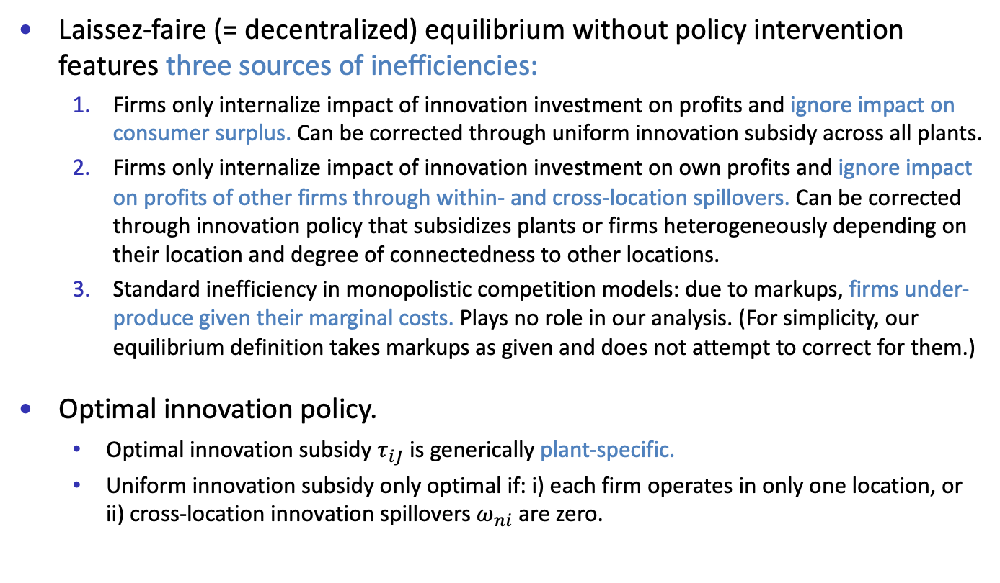 • Laissez-faire (= decentralized) equilibrium without policy intervention
features three sources of inefficiencies:
1. Firms only internalize impact of innovation investment on profits and ignore impact on
consumer surplus. Can be corrected through uniform innovation subsidy across all plants.
2. Firms only internalize impact of innovation investment on own profits and ignore impact
on profits of other firms through within- and cross-location spillovers. Can be corrected
through innovation policy that subsidizes plants or firms heterogeneously depending on
their location and degree of connectedness to other locations.
3. Standard inefficiency in monopolistic competition models: due to markups, firms under-
produce given their marginal costs. Plays no role in our analysis. (For simplicity, our
equilibrium definition takes markups as given and does not attempt to correct for them.)
• Optimal innovation policy.
• Optimal innovation subsidy τ_{iJ} is generically plant-specific.
• Uniform innovation subsidy only optimal if: i) each firm operates in only one location, or
ii) cross-location innovation spillovers ω_{ni} are zero.